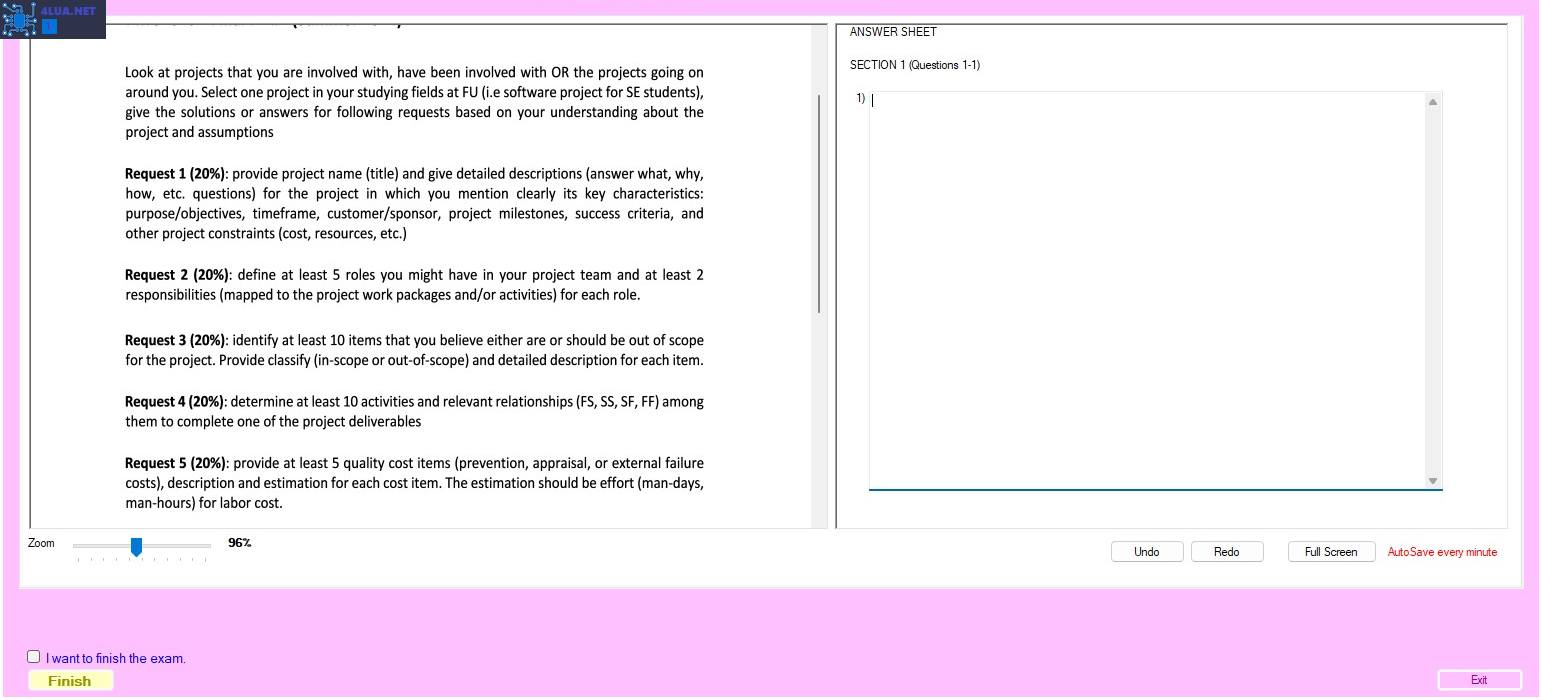 4LUA.NET
Look at projects that you are involved with, have been involved with OR the projects going on
around you. Select one project in your studying fields at FU (i.e software project for SE students),
give the solutions or answers for following requests based on your understanding about the
project and assumptions
Request 1 (20%): provide project name (title) and give detailed descriptions (answer what, why,
how, etc. questions) for the project in which you mention clearly its key characteristics:
purpose/objectives, timeframe, customer/sponsor, project milestones, success criteria, and
other project constraints (cost, resources, etc.)
Request 2 (20%): define at least 5 roles you might have in your project team and at least 2
responsibilities (mapped to the project work packages and/or activities) for each role.
Request 3 (20%): identify at least 10 items that you believe either are or should be out of scope
for the project. Provide classify (in-scope or out-of-scope) and detailed description for each item.
Request 4 (20%): determine at least 10 activities and relevant relationships (FS, SS, SF, FF) among
them to complete one of the project deliverables
Request 5 (20%): provide at least 5 quality cost items (prevention, appraisal, or external failure
costs), description and estimation for each cost item. The estimation should be effort (man-days,
man-hours) for labor cost.
ANSWER SHEET
SECTION 1 (Questions 1-1)
1)
Zoom
96%
Undo
Redo
Full Screen
AutoSave every minute
I want to finish the exam.
Finish
Exit